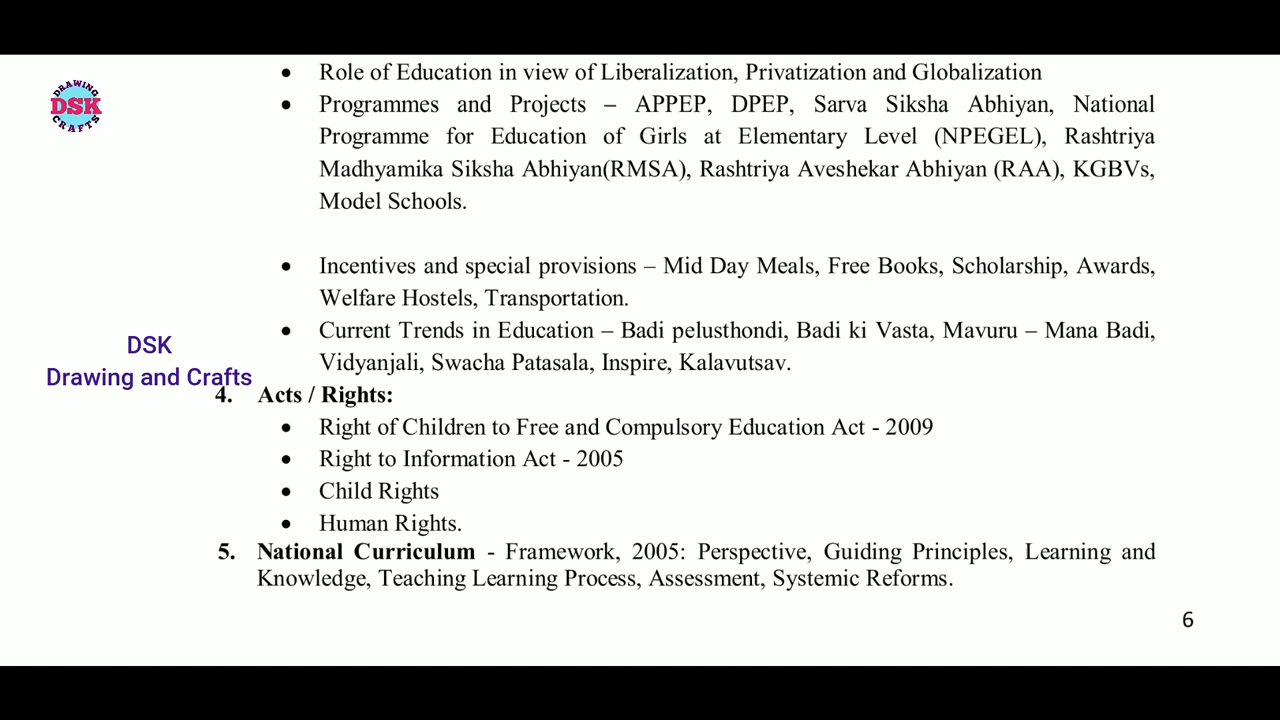 DRAWING
DSK
CRAFTS
• Role of Education in view of Liberalization, Privatization and Globalization
• Programmes and Projects – APPEP, DPEP, Sarva Siksha Abhiyan, National
Programme for Education of Girls at Elementary Level (NPEGEL), Rashtriya
Madhyamika Siksha Abhiyan(RMSA), Rashtriya Aveshekar Abhiyan (RAA), KGBVs,
Model Schools.
• Incentives and special provisions – Mid Day Meals, Free Books, Scholarship, Awards,
Welfare Hostels, Transportation.
• Current Trends in Education – Badi pelusthondi, Badi ki Vasta, Mavuru – Mana Badi,
Vidyanjali, Swacha Patasala, Inspire, Kalavutsav.
DSK
Drawing and Crafts
4. Acts / Rights:
• Right of Children to Free and Compulsory Education Act - 2009
• Right to Information Act - 2005
• Child Rights
• Human Rights.
5. National Curriculum - Framework, 2005: Perspective, Guiding Principles, Learning and
Knowledge, Teaching Learning Process, Assessment, Systemic Reforms.
6